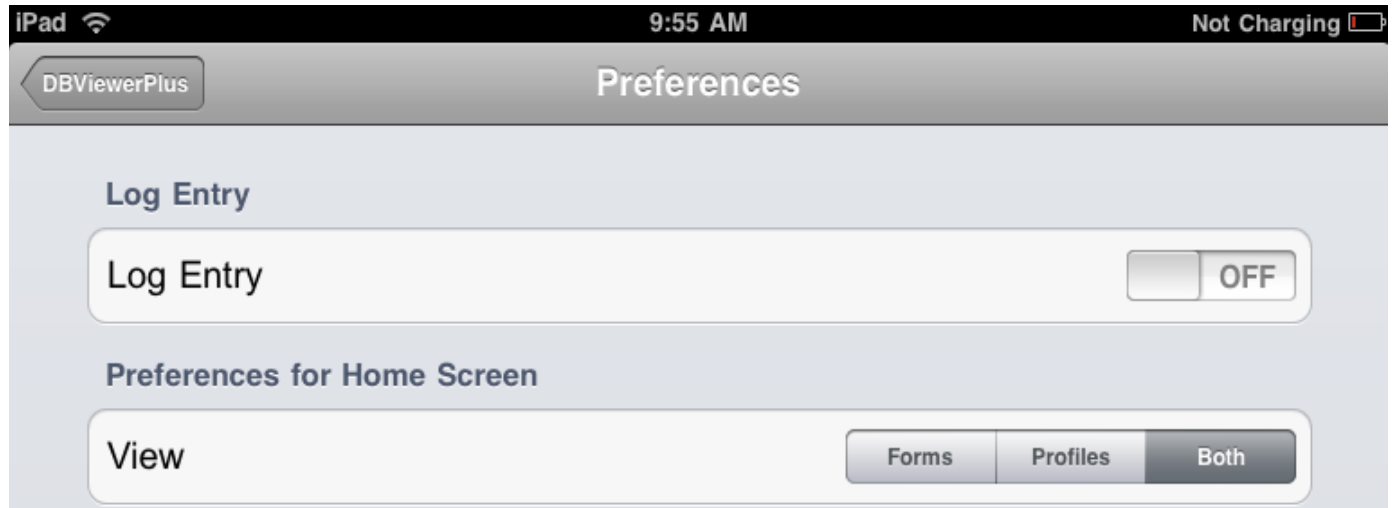 iPad 9:55 AM Not Charging
DBViewerPlus Preferences
Log Entry
Log Entry OFF
Preferences for Home Screen
View Forms Profiles Both